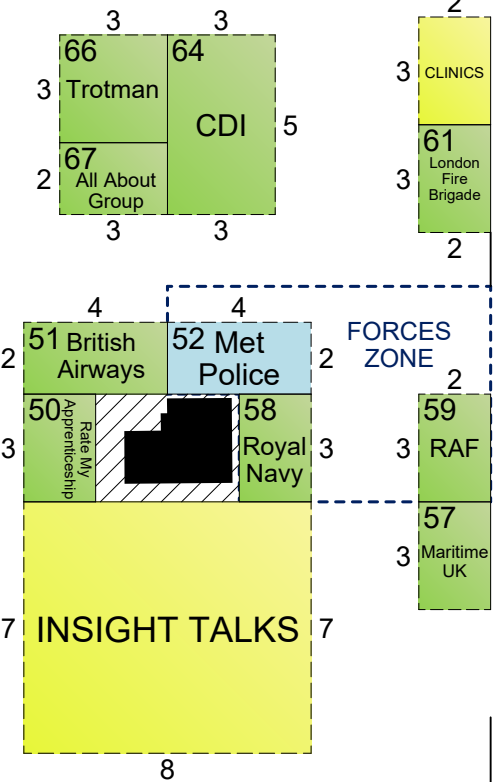 3 3
66
Trotman
3
64
CDI
5
67
All About
Group
2
3 3
2
CLINICS
3
61
London
Fire
Brigade
3
2
4 4
51 British
Airways
2
52 Met
Police
2
FORCES
ZONE
50
Rate My
Apprenticeship
3
58
Royal
Navy
3
2
59
RAF
3
57
Maritime
UK
3
7 INSIGHT TALKS 7
8